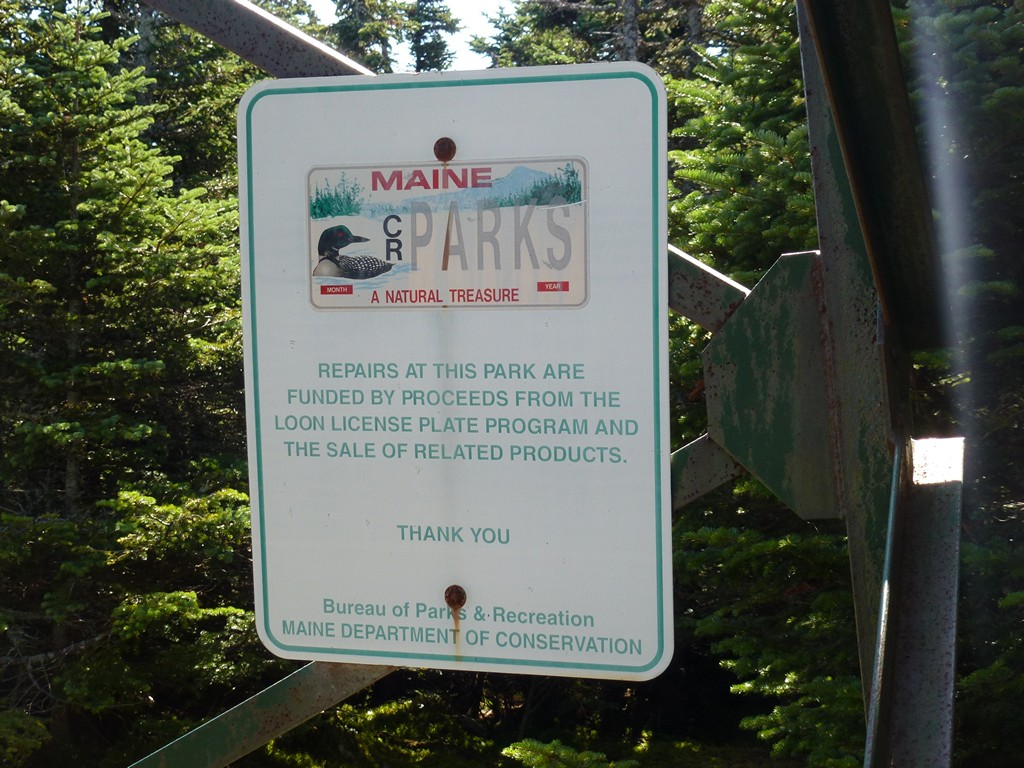 MAINE
CR PARKS
MONTH
YEAR
A NATURAL TREASURE
REPAIRS AT THIS PARK ARE
FUNDED BY PROCEEDS FROM THE
LOON LICENSE PLATE PROGRAM AND
THE SALE OF RELATED PRODUCTS.
THANK YOU
Bureau of Parks & Recreation
MAINE DEPARTMENT OF CONSERVATION